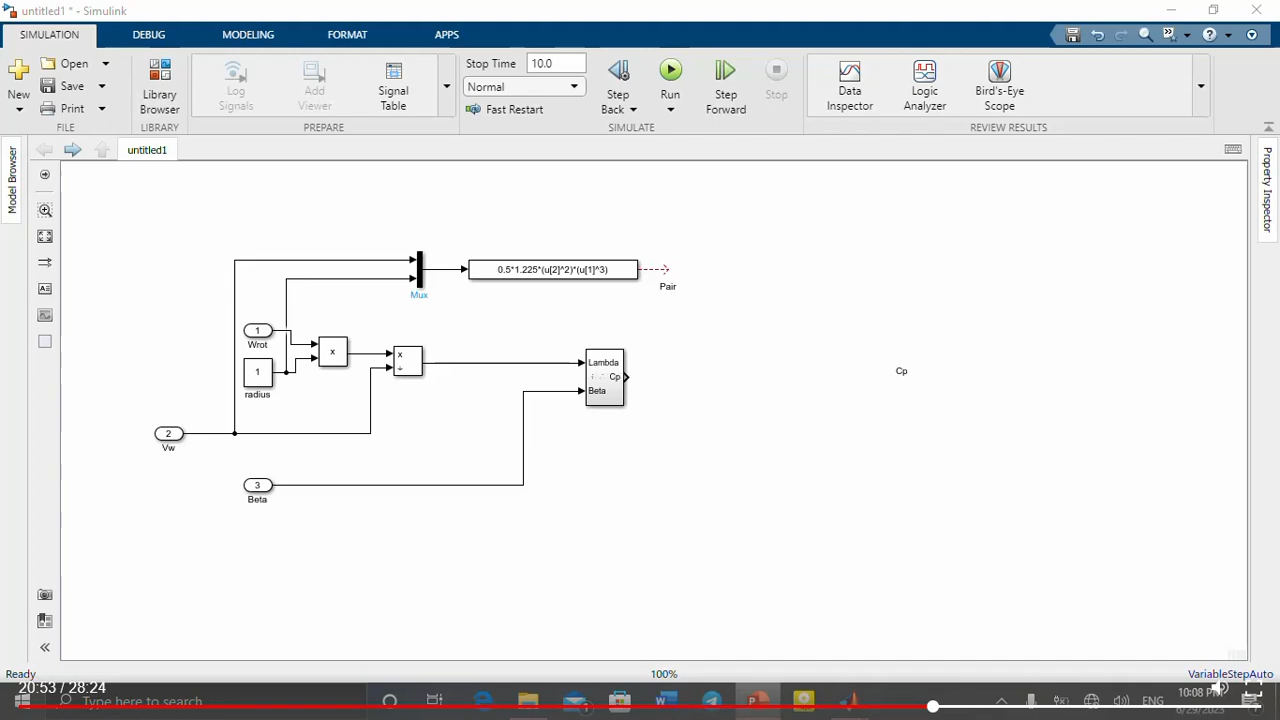 untitled1 * - Simulink
SIMULATION
DEBUG
MODELING
FORMAT
APPS
New
Open
Save
Print
FILE
Library
Browser
LIBRARY
Log
Signals
Add
Viewer
Signal
Table
PREPARE
Stop Time
10.0
Normal
Fast Restart
Step
Back
Run
Step
Forward
Stop
SIMULATE
Data
Inspector
Logic
Analyzer
Bird's-Eye
Scope
REVIEW RESULTS
Model Browser
untitled1
Property Inspector
Mux
0.5*1.225*(u[2]^2)*(u[1]^3)
Pair
1
Wrot
x
1
radius
x
÷
Lambda
Cp
Beta
Cp
2
Vw
3
Beta
Ready
100%
VariableStepAuto
20:53 / 28:24
Type here to search
ENG
10:08 PM
6/29/2023